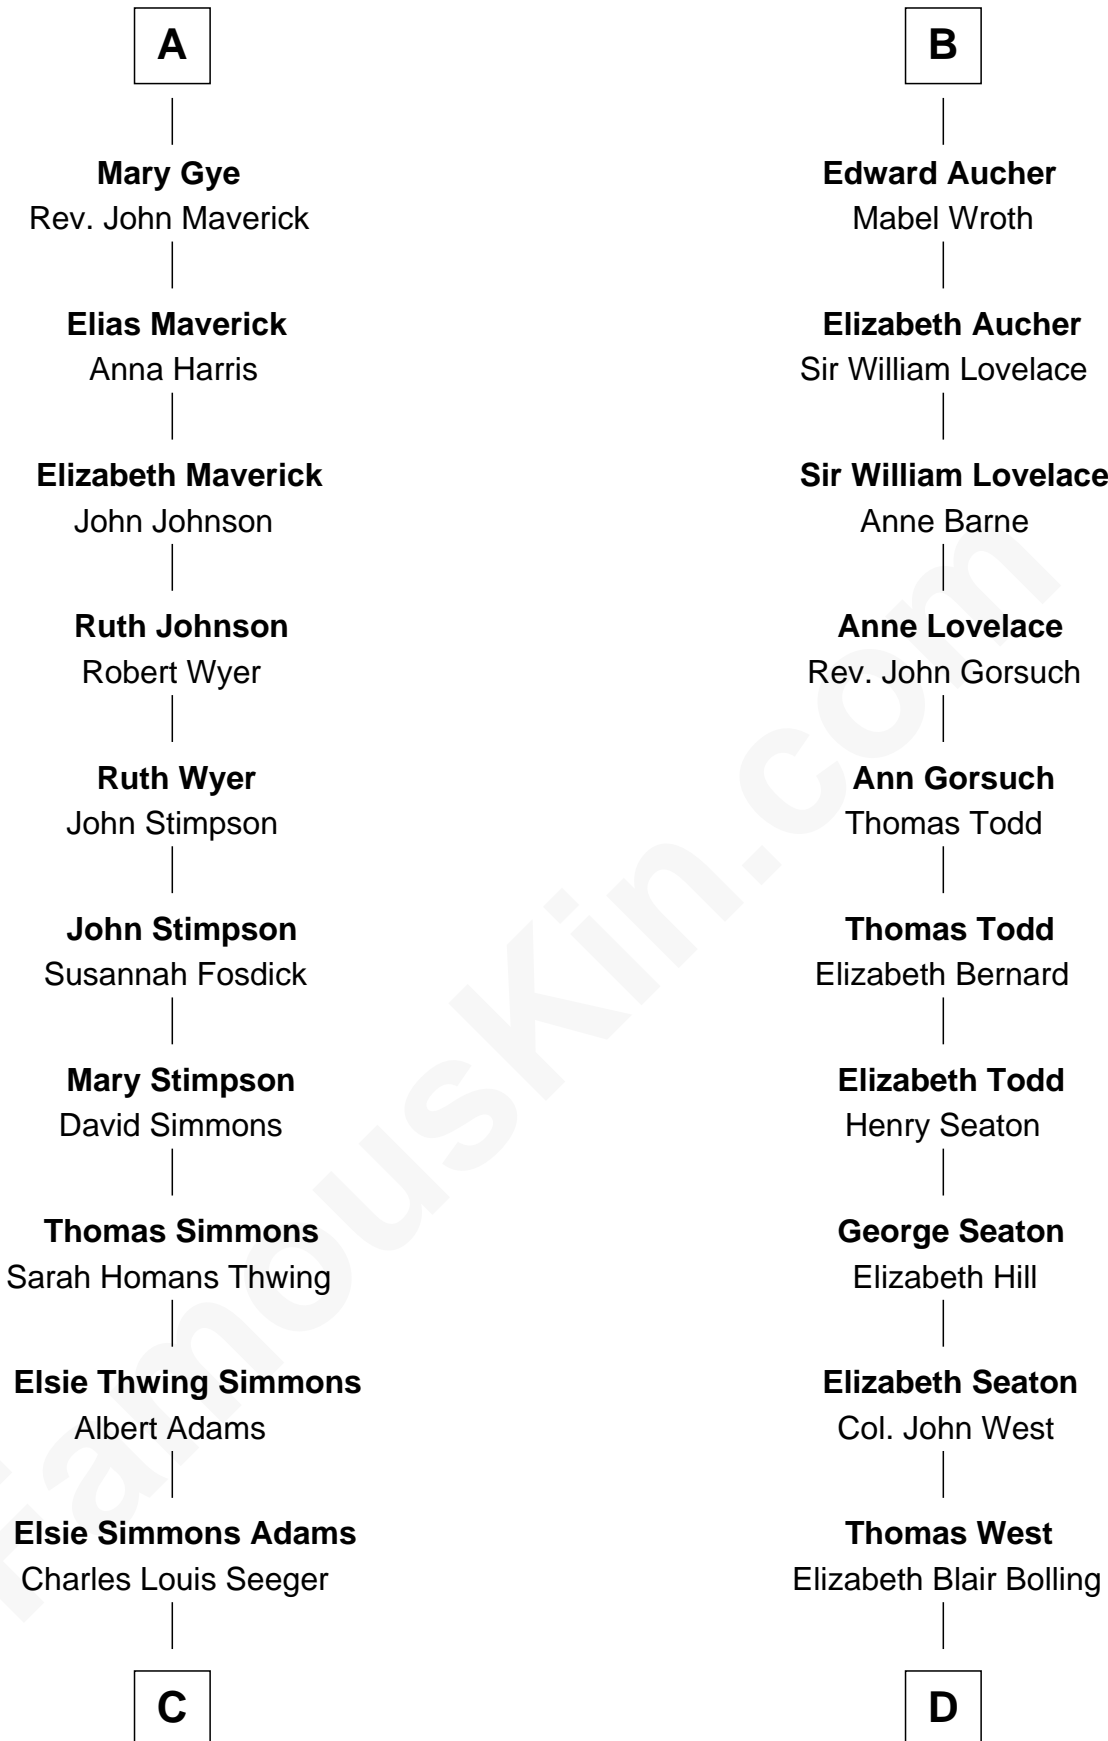 A
Mary Gye
Rev. John Maverick
Elias Maverick
Anna Harris
Elizabeth Maverick
John Johnson
Ruth Johnson
Robert Wyer
Ruth Wyer
John Stimpson
John Stimpson
Susannah Fosdick
Mary Stimpson
David Simmons
Thomas Simmons
Sarah Homans Thwing
Elsie Thwing Simmons
Albert Adams
Elsie Simmons Adams
Charles Louis Seeger
C
B
Edward Aucher
Mabel Wroth
Elizabeth Aucher
Sir William Lovelace
Sir William Lovelace
Anne Barne
Anne Lovelace
Rev. John Gorsuch
Ann Gorsuch
Thomas Todd
Thomas Todd
Elizabeth Bernard
Elizabeth Todd
Henry Seaton
George Seaton
Elizabeth Hill
Elizabeth Seaton
Col. John West
Thomas West
Elizabeth Blair Bolling
D
FamousKin.com